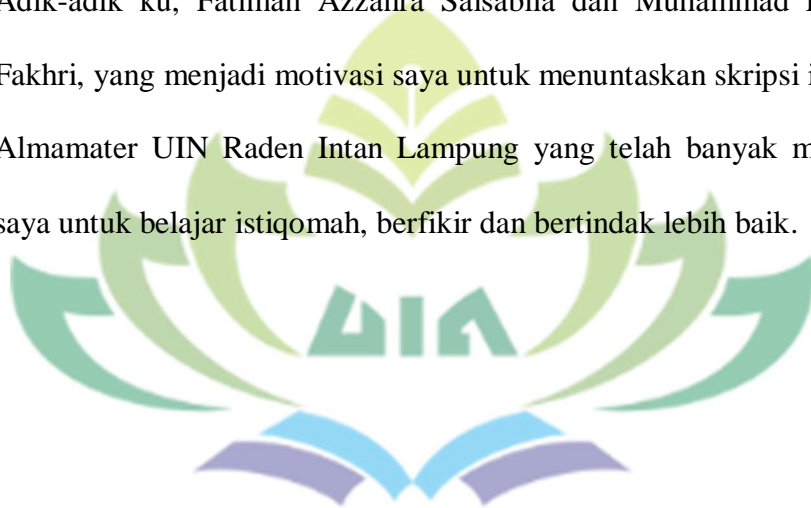 Adik-adik ku, Fatimah Azzahra Salsabila dan Muhammad
Fakhri, yang menjadi motivasi saya untuk menuntaskan skripsi
Almamater UIN Raden Intan Lampung yang telah banyak
saya untuk belajar istiqomah, berfikir dan bertindak lebih baik.
UIN